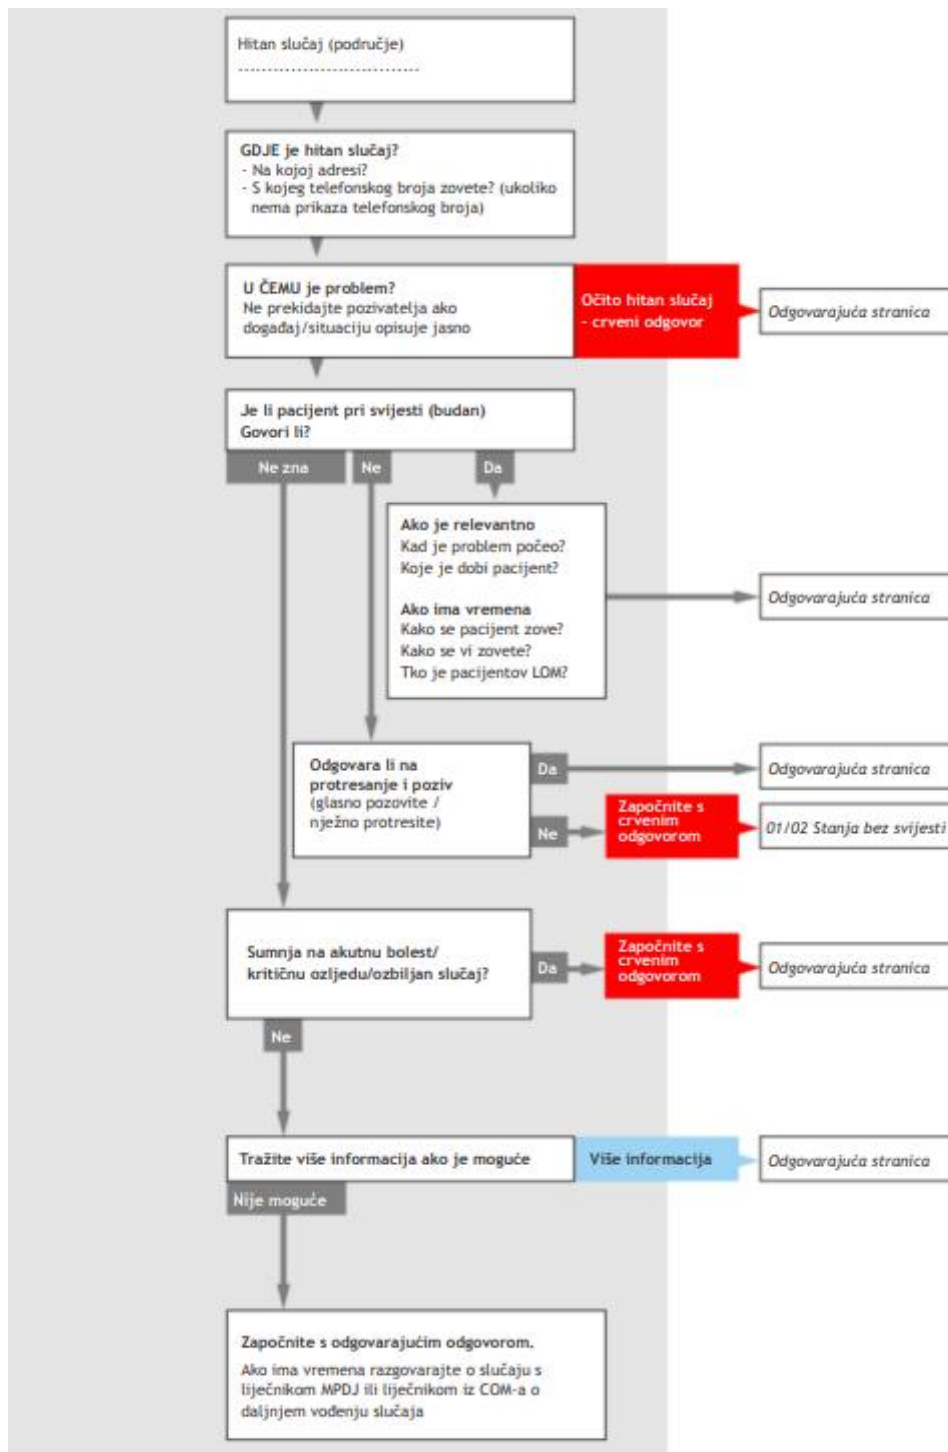 Hitan slučaj (područje)
GDJE je hitan slučaj?
- Na kojoj adresi?
- S kojeg telefonskog broja zovete? (ukoliko
nema prikaza telefonskog broja)
U ČEMU je problem?
Ne prekidajte pozivatelja ako
događaj/situaciju opisuje jasno
Očito hitan slučaj
- crveni odgovor
Odgovarajuća stranica
Je li pacijent pri svijesti (budan)
Govori li?
Ne zna
Ne
Da
Ako je relevantno
Kad je problem počeo?
Koje je dobi pacijent?
Ako ima vremena
Kako se pacijent zove?
Kako se vi zovete?
Tko je pacijentov LOM?
Odgovarajuća stranica
Odgovara li na
protresanje i poziv
(glasno pozovite /
nježno protresite)
Da
Odgovarajuća stranica
Ne
Započnite s
crvenim
odgovorom
01/02 Stanja bez svijesti
Sumnja na akutnu bolest/
kritičnu ozljedu/ozbiljan slučaj?
Da
Započnite s
crvenim
odgovorom
Odgovarajuća stranica
Ne
Tražite više informacija ako je moguće
Više informacija
Odgovarajuća stranica
Nije moguće
Započnite s odgovarajućim odgovorom.
Ako ima vremena razgovarajte o slučaju s
liječnikom MPDJ ili liječnikom iz COM-a o
daljnjem vođenju slučaja